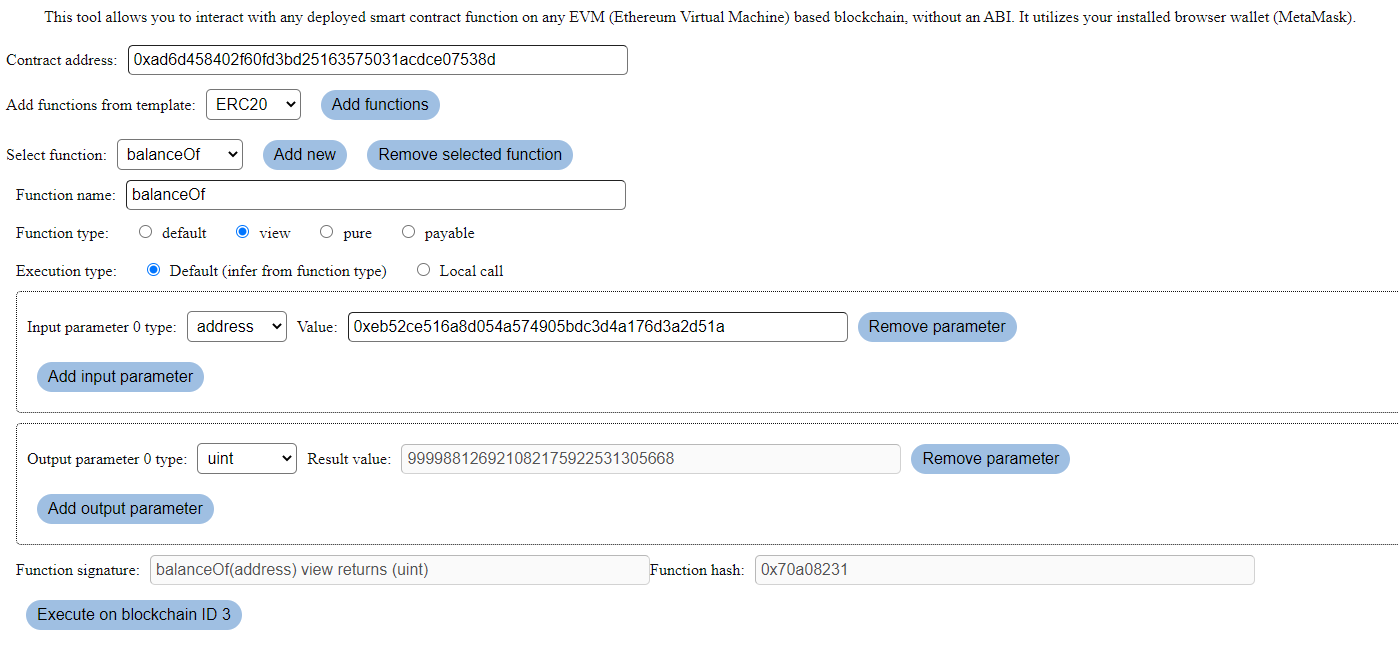 This tool allows you to interact with any deployed smart contract function on any EVM (Ethereum Virtual Machine) based blockchain, without an ABI. It utilizes your installed browser wallet (MetaMask).
Contract address: 0xad6d458402f60fd3bd25163575031acdce07538d
Add functions from template: ERC20 Add functions
Select function: balanceOf Add new Remove selected function
Function name: balanceOf
Function type: default view pure payable
Execution type: Default (infer from function type) Local call
Input parameter 0 type: address Value: 0xeb52ce516a8d054a574905bdc3d4a176d3a2d51a Remove parameter
Add input parameter
Output parameter 0 type: uint Result value: 999988126921082175922531305668 Remove parameter
Add output parameter
Function signature: balanceOf(address) view returns (uint) Function hash: 0x70a08231
Execute on blockchain ID 3